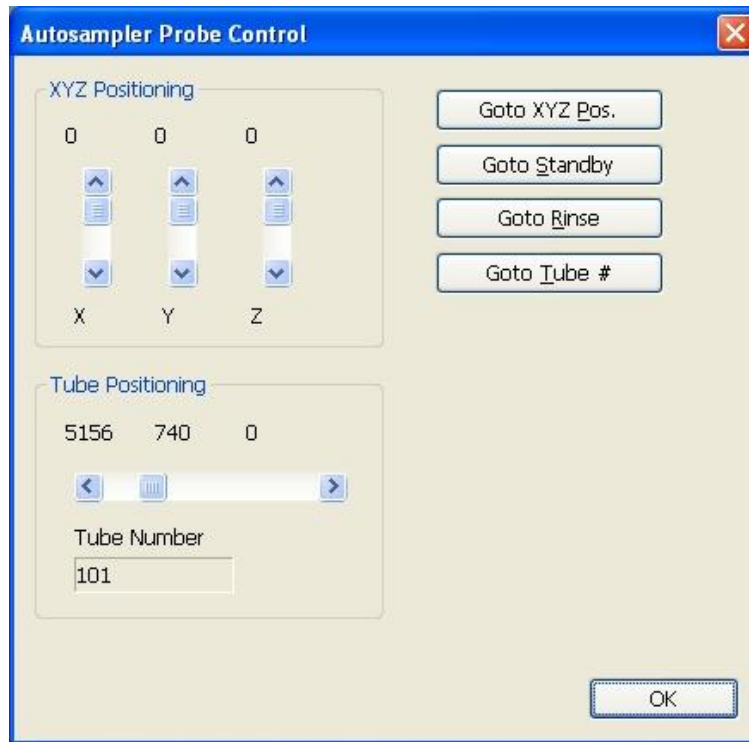 Autosampler Probe Control
XYZ Positioning
0 0 0
X Y Z
Goto XYZ Pos.
Goto Standby
Goto Rinse
Goto Tube #
Tube Positioning
5156 740 0
Tube Number
101
OK